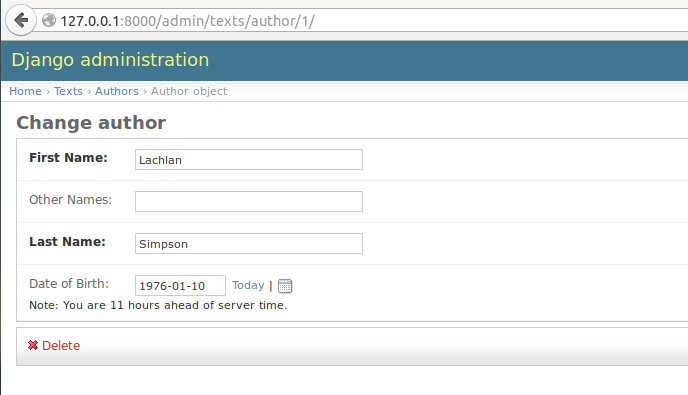 127.0.0.1:8000/admin/texts/author/1/
Django administration
Home › Texts › Authors › Author object
Change author
First Name: Lachlan
Other Names:
Last Name: Simpson
Date of Birth: 1976-01-10 Today |
Note: You are 11 hours ahead of server time.
Delete